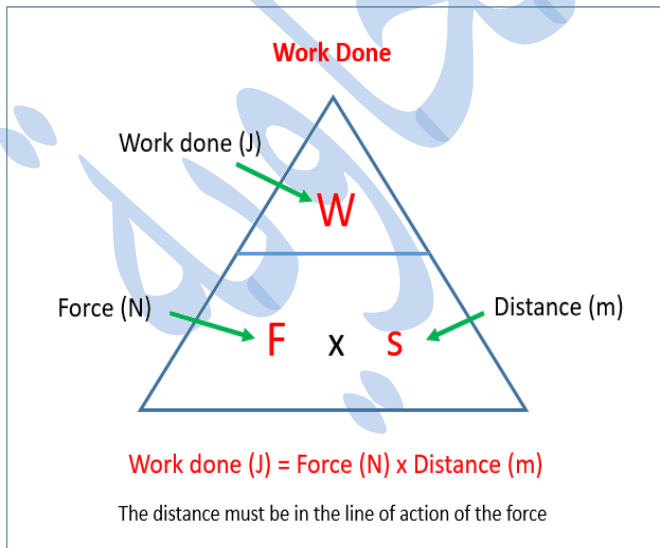 Work Done
Work done (J)
W
Force (N)
Distance (m)
F x s
Work done (J) = Force (N) x Distance (m)
The distance must be in the line of action of the force